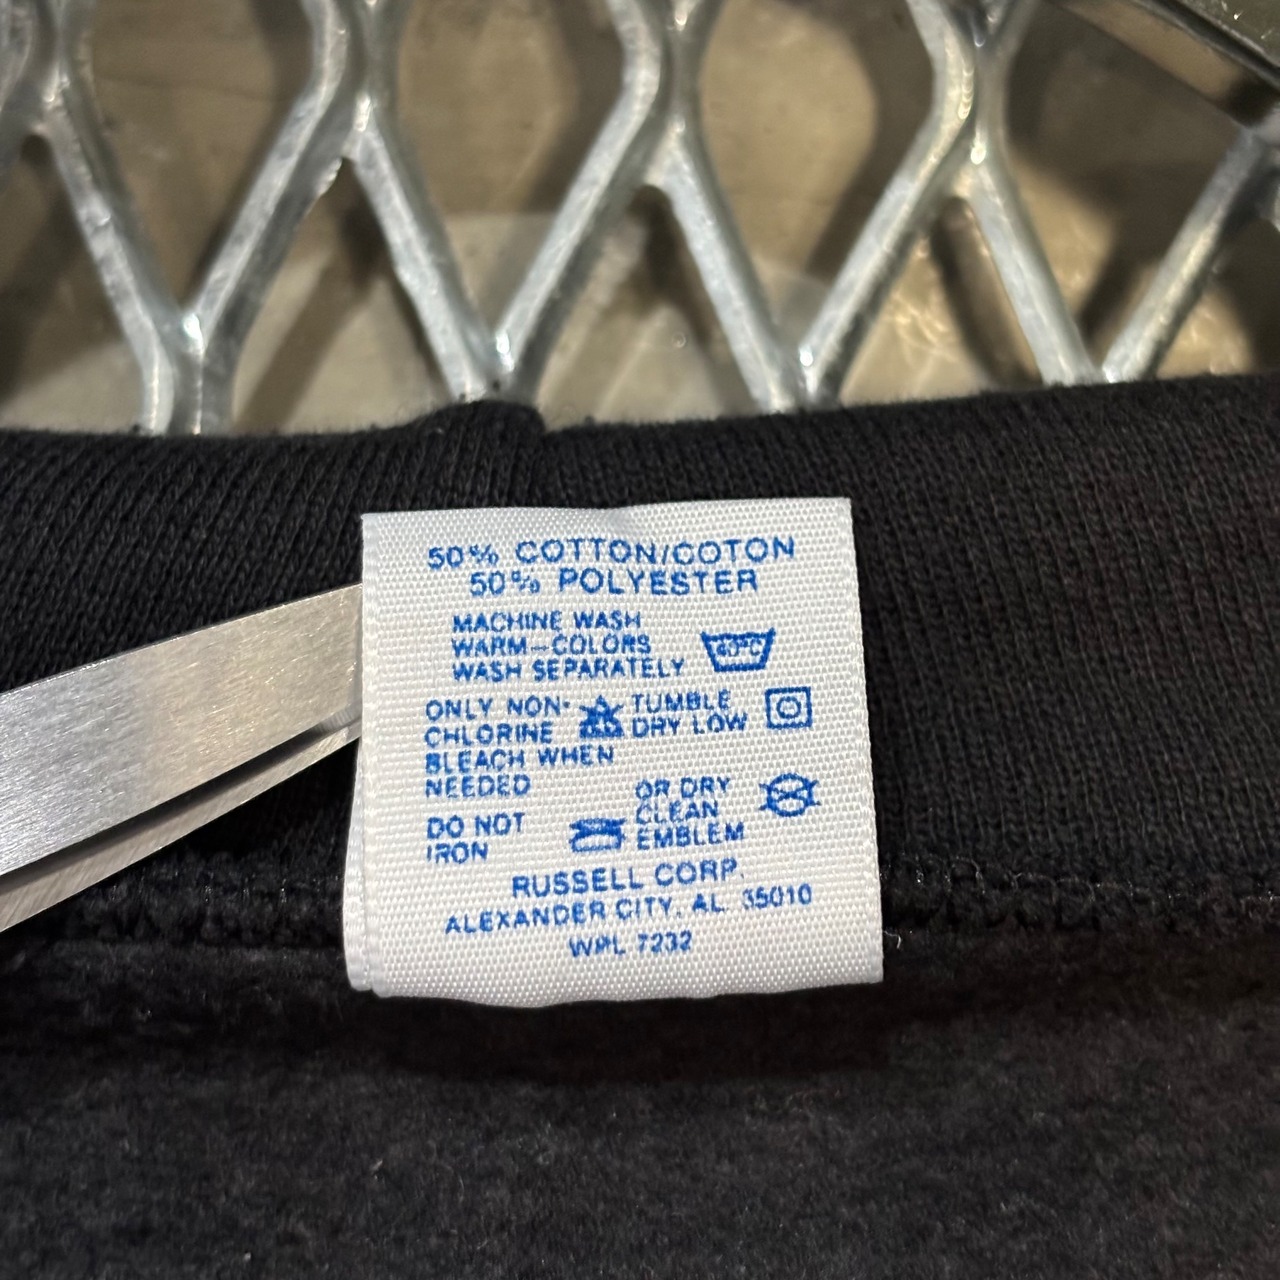 50% COTTON/COTON
50% POLYESTER
MACHINE WASH
WARM-COLORS
WASH SEPARATELY
40°C
ONLY NON-
CHLORINE
BLEACH WHEN
NEEDED
TUMBLE
DRY LOW
DO NOT
IRON
OR DRY
CLEAN
EMBLEM
RUSSELL CORP.
ALEXANDER CITY, AL. 35010
WPL 7232